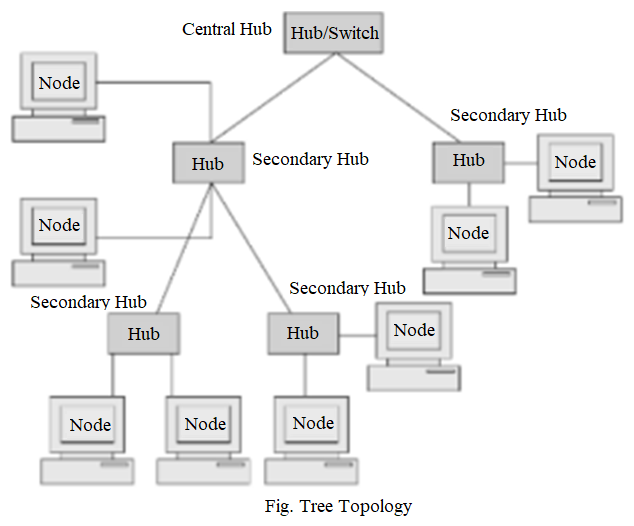 Central Hub
Hub/Switch
Node
Secondary Hub
Hub
Secondary Hub
Hub
Node
Node
Node
Secondary Hub
Secondary Hub
Hub
Hub
Node
Node
Node
Node
Fig. Tree Topology